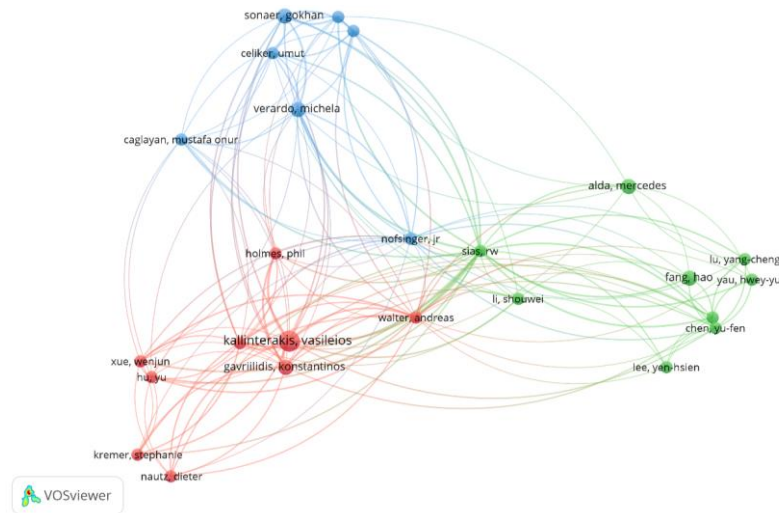 sonaer, gokhan
celiker, umut
verardo, michela
caglayan, mustafa onur
alda, mercedes
nofsinger, jr
holmes, phil
sias, rw
lu, yang-cheng
fang, hao
yau, hwey-yu
li, shouwei
walter, andreas
chen, yu-fen
kallinterakis, vasileios
xue, wenjun
gavriilidis, konstantinos
lee, yen-hsien
hu, yu
kremer, stephanie
nautz, dieter
VOSviewer